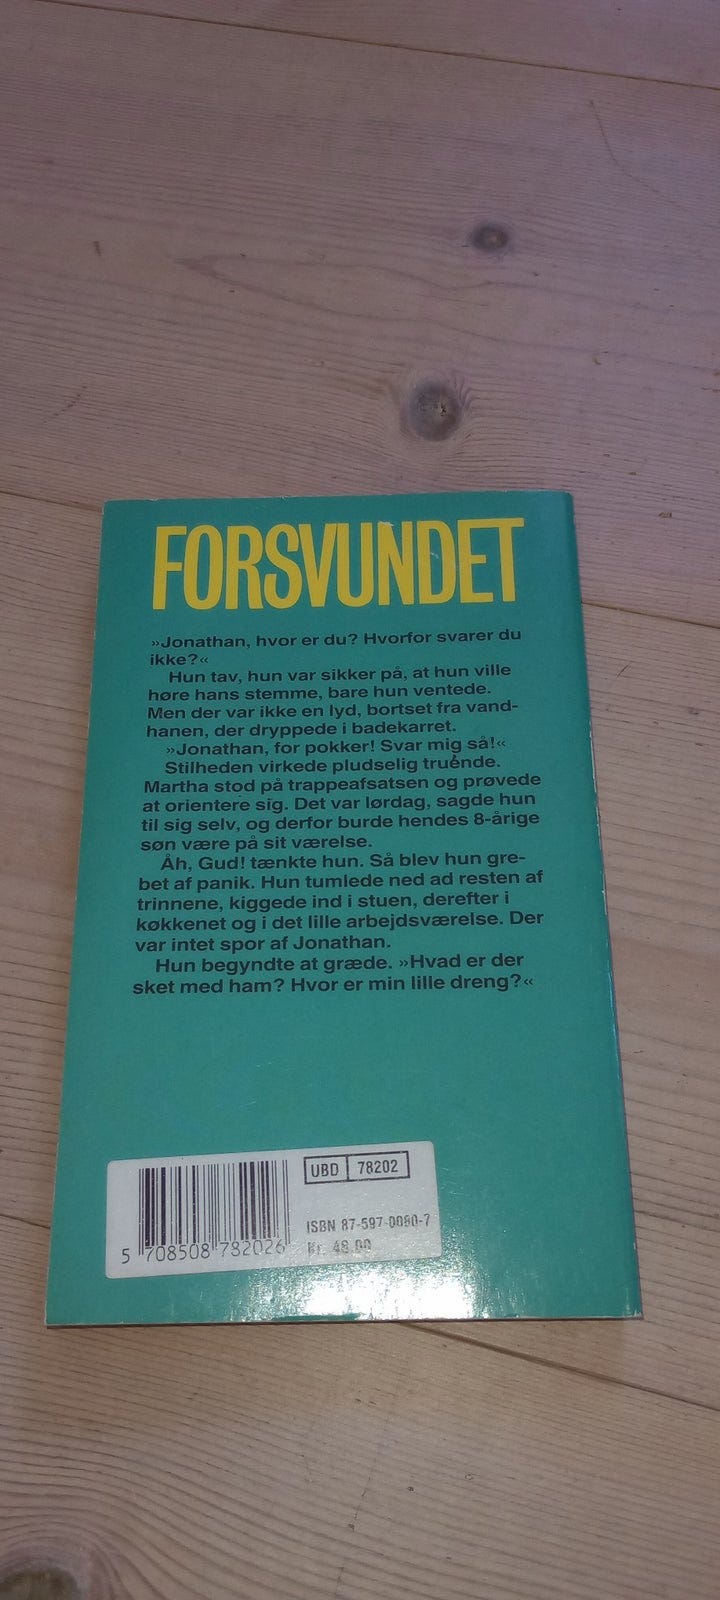 FORSVUNDET
»Jonathan, hvor er du? Hvorfor svarer du
ikke?«
Hun tav, hun var sikker på, at hun ville
høre hans stemme, bare hun ventede.
Men der var ikke en lyd, bortset fra vand-
hanen, der dryppede i badekarret.
»Jonathan, for pokker! Svar mig så!«
Stilheden virkede pludselig truende.
Martha stod på trappeafsatsen og prøvede
at orientere sig. Det var lørdag, sagde hun
til sig selv, og derfor burde hendes 8-årige
søn være på sit værelse.
Åh, Gud! tænkte hun. Så blev hun gre-
bet af panik. Hun tumlede ned ad resten af
trinnene, kiggede ind i stuen, derefter i
køkkenet og i det lille arbejdsværelse. Der
var intet spor af Jonathan.
Hun begyndte at græde. »Hvad er der
sket med ham? Hvor er min lille dreng?«
UBD 78202
ISBN 87-597-0080-7
Kr. 48.00
5 708508 782026